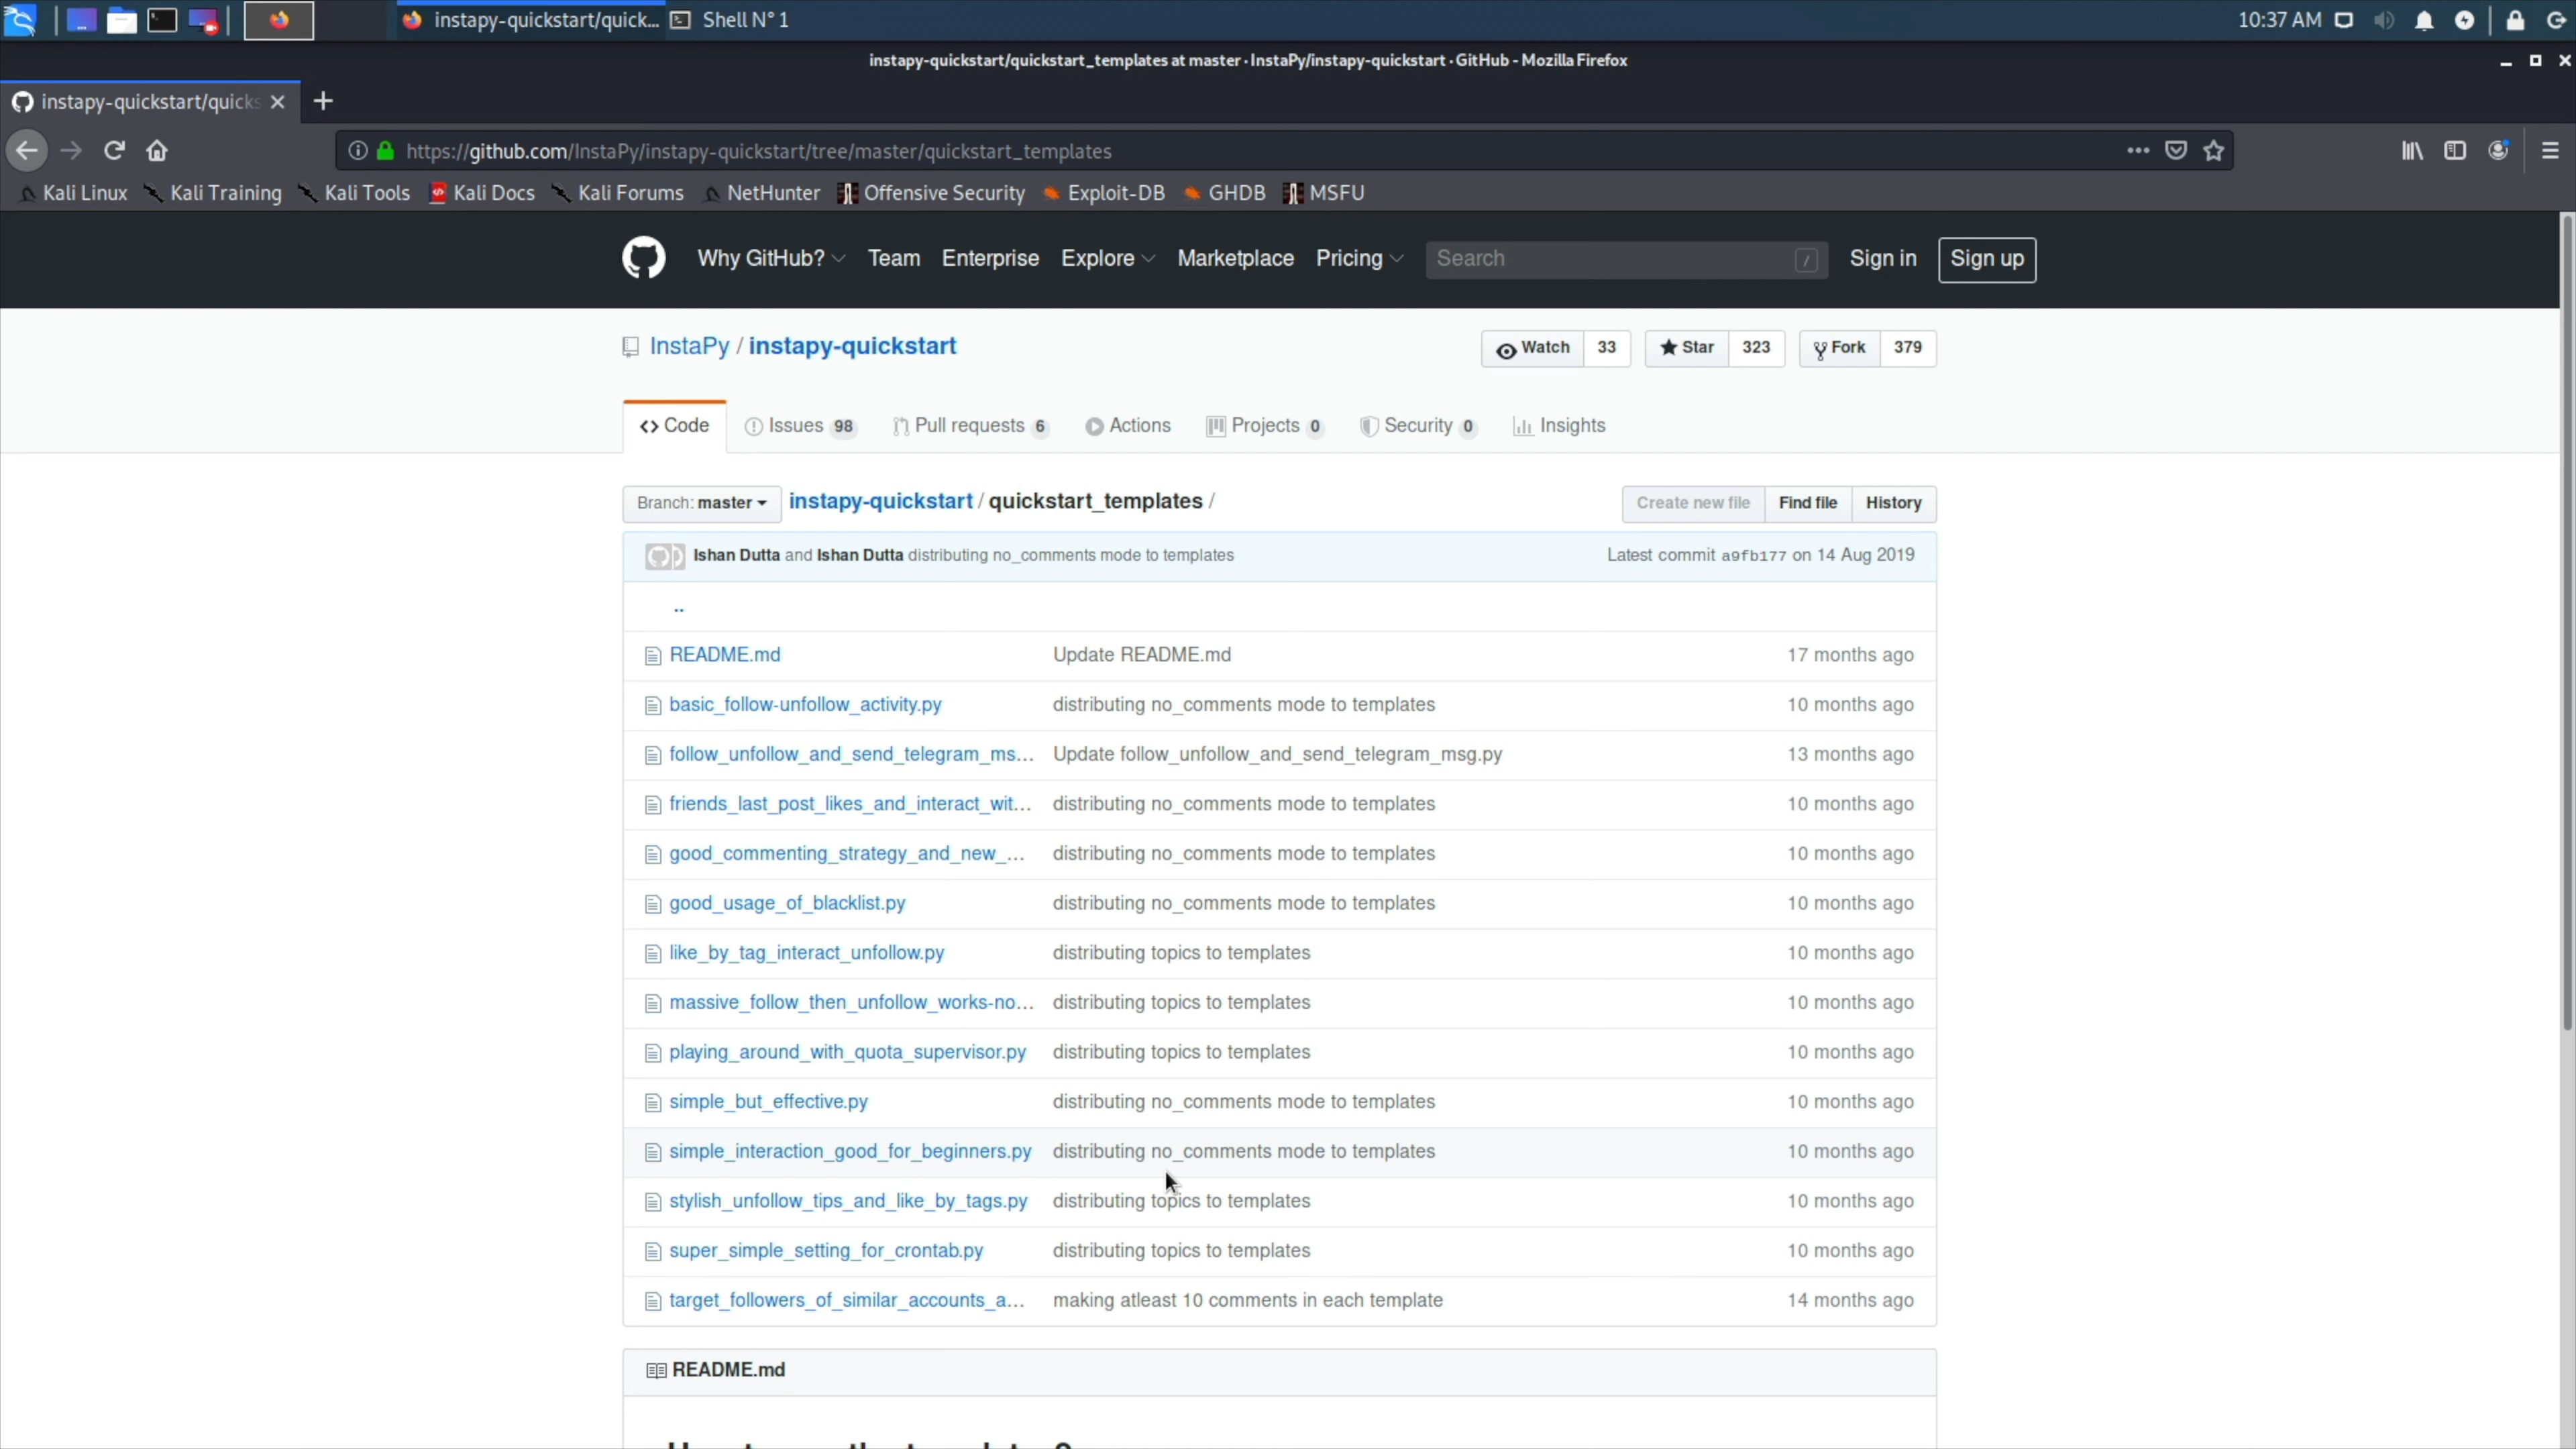 instapy-quickstart/quick... Shell N° 1 10:37 AM
instapy-quickstart/quickstart_templates at master · InstaPy/instapy-quickstart · GitHub - Mozilla Firefox
instapy-quickstart/quicks
https://github.com/InstaPy/instapy-quickstart/tree/master/quickstart_templates
Kali Linux Kali Training Kali Tools Kali Docs Kali Forums NetHunter Offensive Security Exploit-DB GHDB MSFU
Why GitHub? Team Enterprise Explore Marketplace Pricing Search / Sign in Sign up
InstaPy / instapy-quickstart Watch 33 Star 323 Fork 379
Code Issues 98 Pull requests 6 Actions Projects 0 Security 0 Insights
Branch: master instapy-quickstart / quickstart_templates / Create new file Find file History
Ishan Dutta and Ishan Dutta distributing no_comments mode to templates Latest commit a9fb177 on 14 Aug 2019
..
README.md Update README.md 17 months ago
basic_follow-unfollow_activity.py distributing no_comments mode to templates 10 months ago
follow_unfollow_and_send_telegram_ms... Update follow_unfollow_and_send_telegram_msg.py 13 months ago
friends_last_post_likes_and_interact_wit... distributing no_comments mode to templates 10 months ago
good_commenting_strategy_and_new_... distributing no_comments mode to templates 10 months ago
good_usage_of_blacklist.py distributing no_comments mode to templates 10 months ago
like_by_tag_interact_unfollow.py distributing topics to templates 10 months ago
massive_follow_then_unfollow_works-no... distributing topics to templates 10 months ago
playing_around_with_quota_supervisor.py distributing topics to templates 10 months ago
simple_but_effective.py distributing no_comments mode to templates 10 months ago
simple_interaction_good_for_beginners.py distributing no_comments mode to templates 10 months ago
stylish_unfollow_tips_and_like_by_tags.py distributing topics to templates 10 months ago
super_simple_setting_for_crontab.py distributing topics to templates 10 months ago
target_followers_of_similar_accounts_a... making atleast 10 comments in each template 14 months ago
README.md